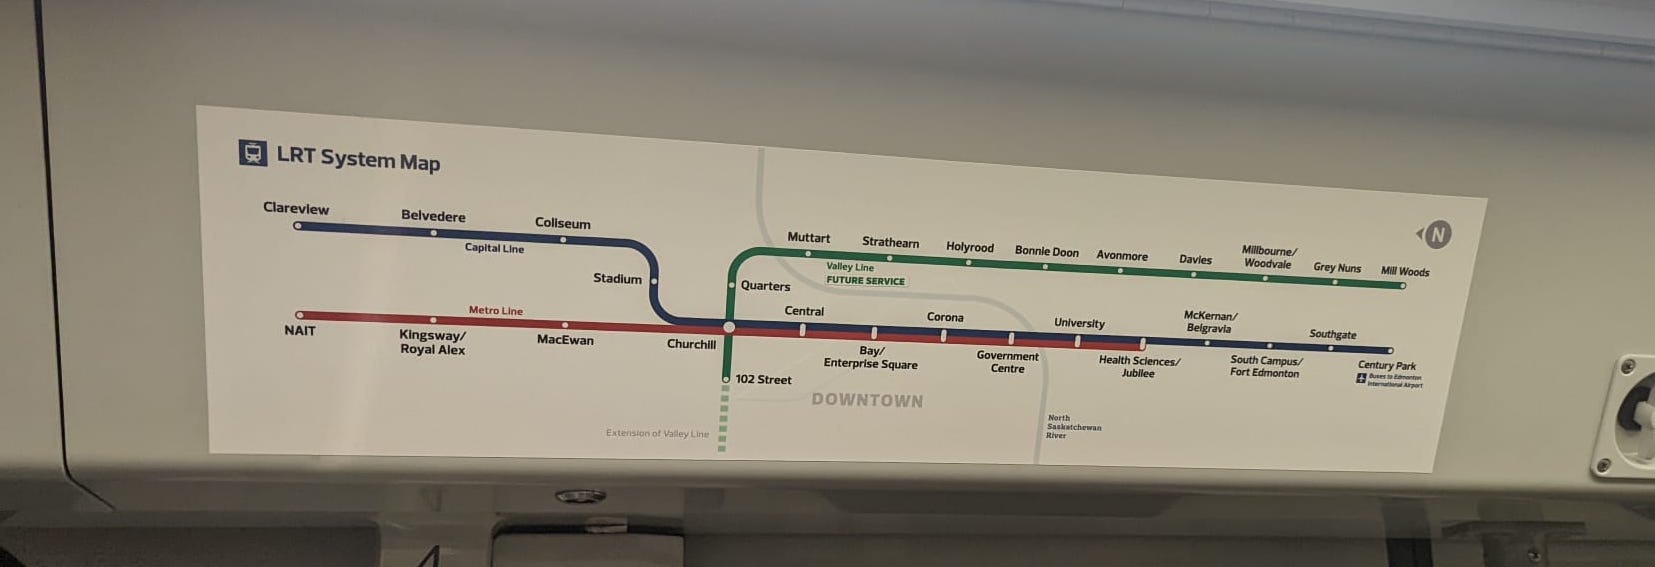 LRT System Map
N
Clareview
Belvedere
Coliseum
Capital Line
Stadium
Muttart
Strathearn
Holyrood
Bonnie Doon
Avonmore
Davies
Millbourne/
Woodvale
Grey Nuns
Mill Woods
Valley Line
FUTURE SERVICE
Quarters
Metro Line
NAIT
Kingsway/
Royal Alex
MacEwan
Churchill
Central
Bay/
Enterprise Square
Corona
Government
Centre
University
Health Sciences/
Jubilee
McKernan/
Belgravia
South Campus/
Fort Edmonton
Southgate
Century Park
Buses to Edmonton
International Airport
102 Street
DOWNTOWN
Extension of Valley Line
North
Saskatchewan
River